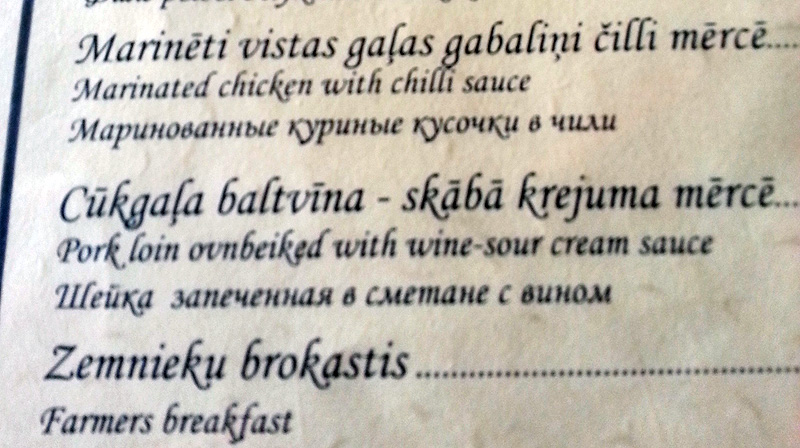 Marinēti vistas gaļas gabaliņi čilli mērcē....
Marinated chicken with chilli sauce
Маринованные куриные кусочки в чили
Cūkgaļa baltvīna - skābā krejuma mērcē...
Pork loin ovnbeiked with wine-sour cream sauce
Шейка запеченная в сметане с вином
Zemnieku brokastis................................
Farmers breakfast